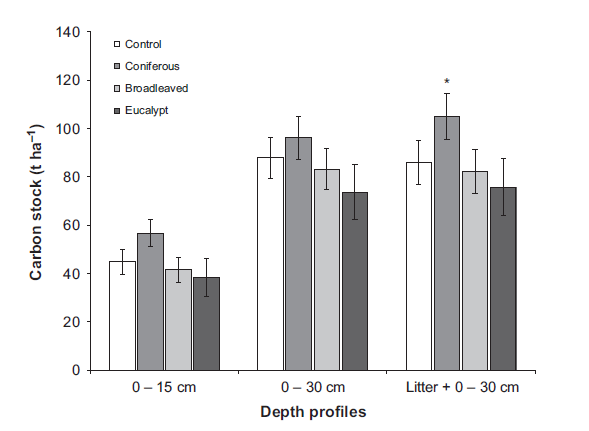 140
120
100
80
60
40
20
0
Carbon stock (t ha⁻¹)
Control
Coniferous
Broadleaved
Eucalypt
*
0 – 15 cm
0 – 30 cm
Litter + 0 – 30 cm
Depth profiles